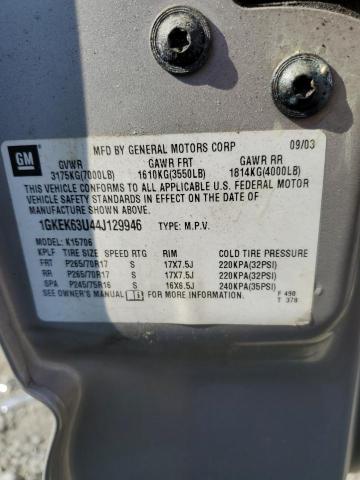 GM
MFD BY GENERAL MOTORS CORP 09/03
GVWR GAWR FRT GAWR RR
3175KG(7000LB) 1610KG(3550LB) 1814KG(4000LB)
THIS VEHICLE CONFORMS TO ALL APPLICABLE U.S. FEDERAL MOTOR
VEHICLE SAFETY STANDARDS IN EFFECT ON THE DATE OF
MANUFACTURE SHOWN ABOVE.
1GKEK63U44J129946 TYPE: M.P.V.
MODEL: K15706
KPLF TIRE SIZE SPEED RTG RIM COLD TIRE PRESSURE
FRT P265/70R17 S 17X7.5J 220KPA(32PSI)
RR P265/70R17 S 17X7.5J 220KPA(32PSI)
SPA P245/75R16 S 16X6.5J 240KPA(35PSI)
SEE OWNER'S MANUAL FOR MORE INFORMATION
F 490
T 378